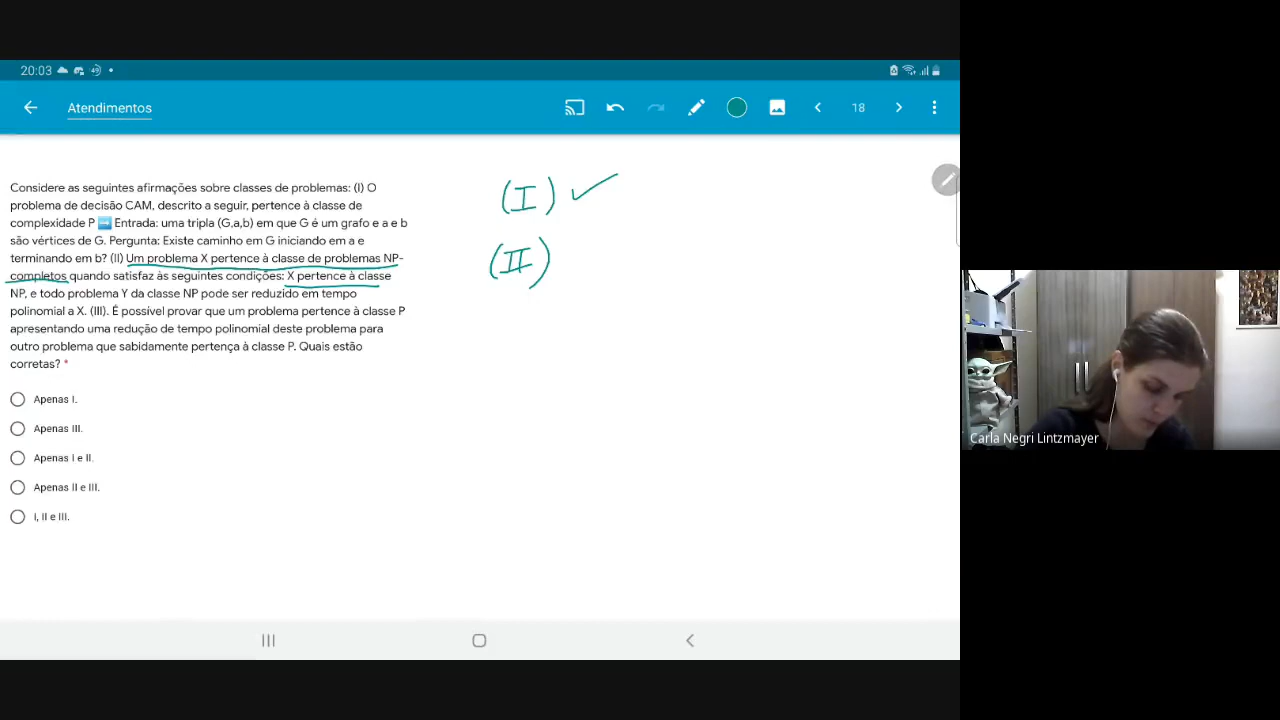 20:03
Atendimentos
18
Considere as seguintes afirmações sobre classes de problemas: (I) O
problema de decisão CAM, descrito a seguir, pertence à classe de
complexidade P ➡️ Entrada: uma tripla (G,a,b) em que G é um grafo e a e b
são vértices de G. Pergunta: Existe caminho em G iniciando em a e
terminando em b? (II) Um problema X pertence à classe de problemas NP-
completos quando satisfaz às seguintes condições: X pertence à classe
NP, e todo problema Y da classe NP pode ser reduzido em tempo
polinomial a X. (III). É possível provar que um problema pertence à classe P
apresentando uma redução de tempo polinomial deste problema para
outro problema que sabidamente pertença à classe P. Quais estão
corretas? *
Apenas I.
Apenas III.
Apenas I e II.
Apenas II e III.
I, II e III.
(I) ✓
(II)
Carla Negri Lintzmayer